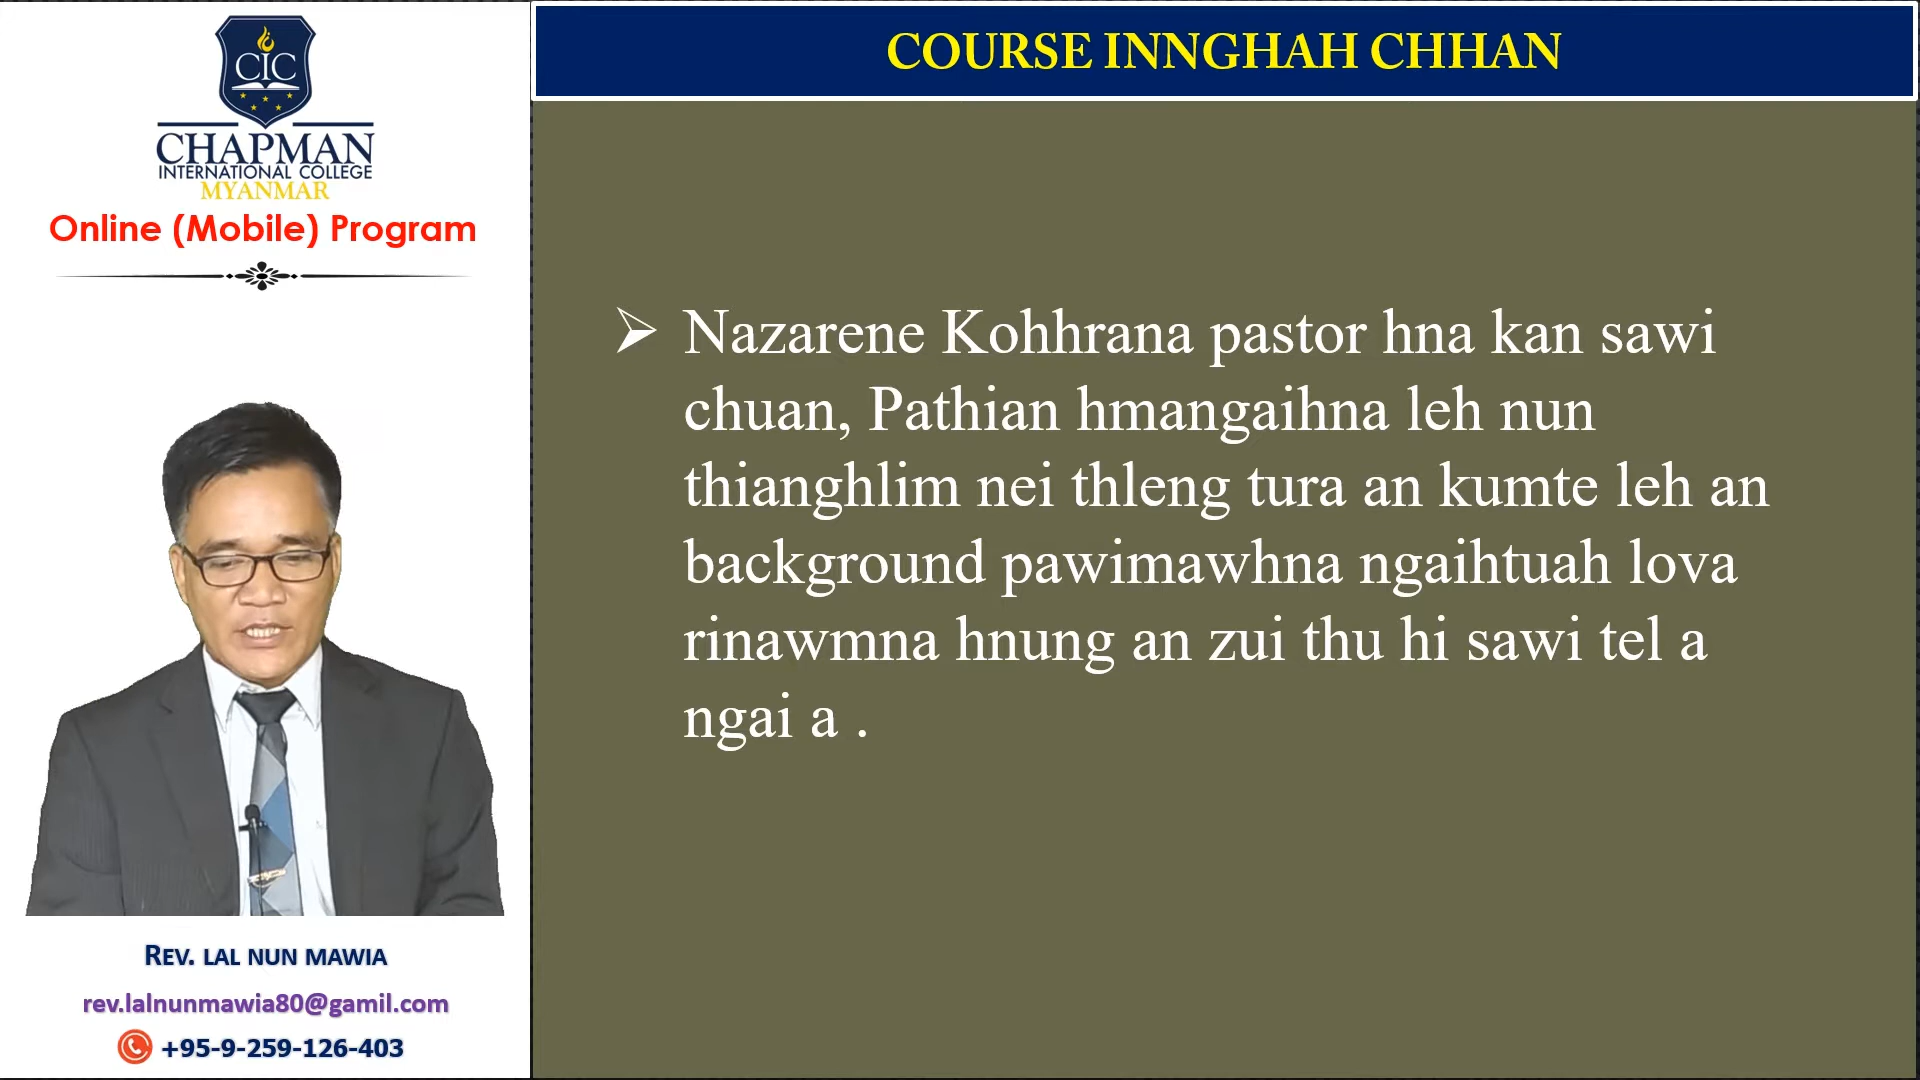 CIC
CHAPMAN
INTERNATIONAL COLLEGE
MYANMAR
Online (Mobile) Program
REV. LAL NUN MAWIA
rev.lalnunmawia80@gamil.com
+95-9-259-126-403
COURSE INNGHAH CHHAN
Nazarene Kohhrana pastor hna kan sawi
chuan, Pathian hmangaihna leh nun
thianghlim nei thleng tura an kumte leh an
background pawimawhna ngaihtuah lova
rinawmna hnung an zui thu hi sawi tel a
ngai a .